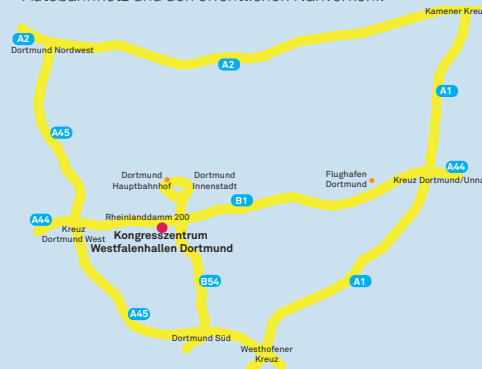 Kamener Kreu
A2
Dortmund Nordwest
A2
A1
A45
A44
Dortmund
Hauptbahnhof
Dortmund
Innenstadt
Flughafen
Dortmund
Kreuz Dortmund/Unna
B1
A44
Rheinlanddamm 200
Kreuz
Dortmund West
Kongresszentrum
Westfalenhallen Dortmund
B54
A1
A45
Dortmund Süd
Westhofener
Kreuz